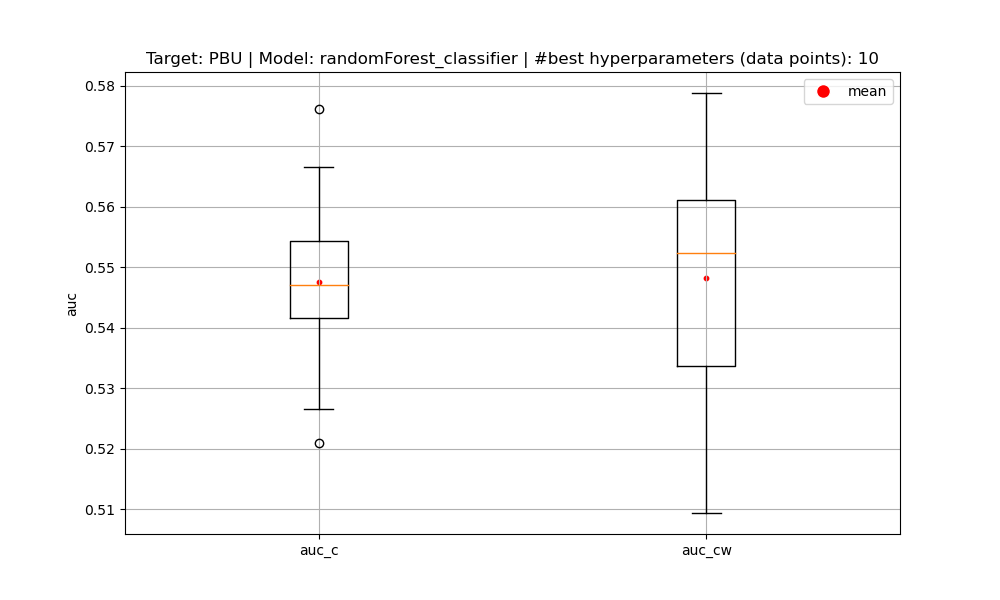 Target: PBU | Model: randomForest_classifier | #best hyperparameters (data points): 10
mean
0.58
0.57
0.56
0.55
0.54
0.53
0.52
0.51
auc
auc_c
auc_cw